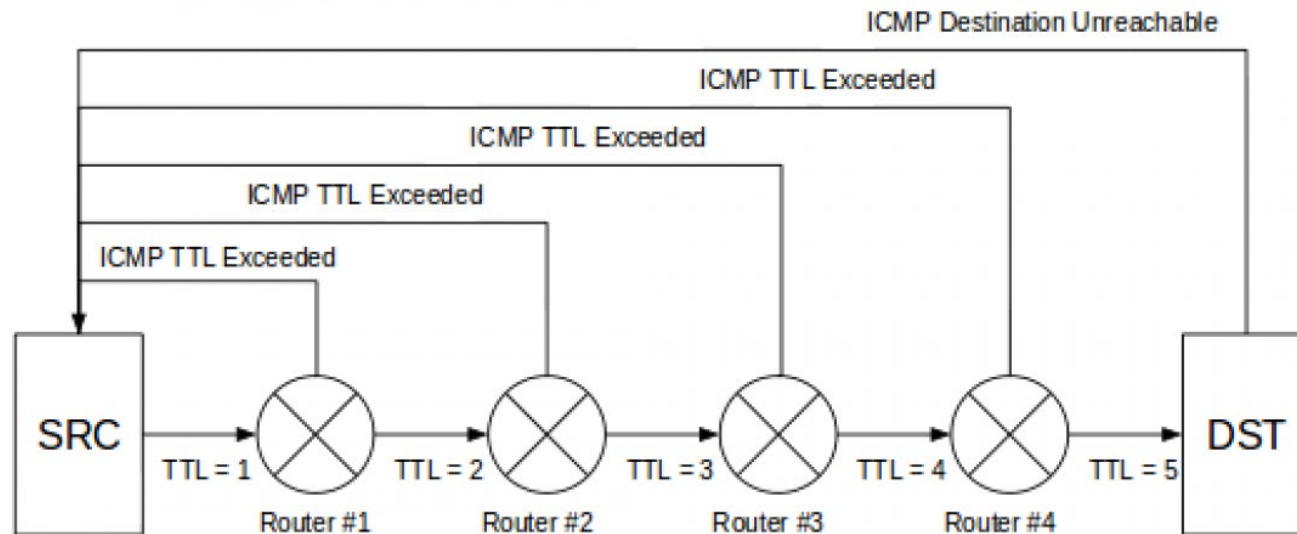 ICMP Destination Unreachable
ICMP TTL Exceeded
ICMP TTL Exceeded
ICMP TTL Exceeded
ICMP TTL Exceeded
SRC
DST
TTL = 1
TTL = 2
TTL = 3
TTL = 4
TTL = 5
Router #1
Router #2
Router #3
Router #4